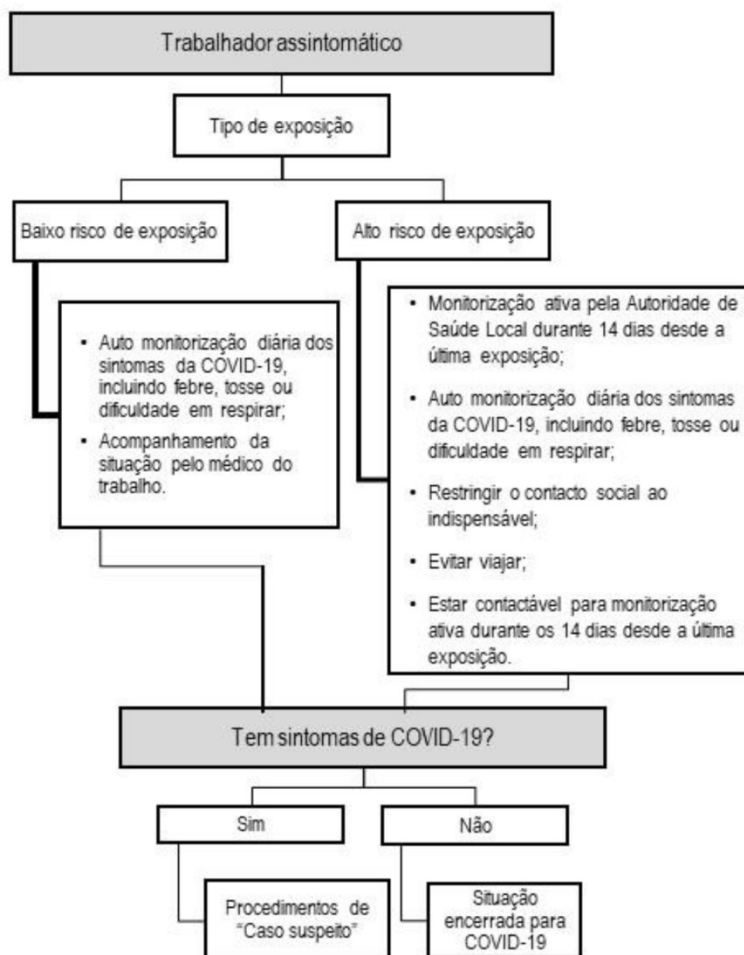 Trabalhador assintomático
Tipo de exposição
Baixo risco de exposição
Alto risco de exposição
• Auto monitorização diária dos
sintomas da COVID-19,
incluindo febre, tosse ou
dificuldade em respirar;
• Acompanhamento da
situação pelo médico do
trabalho.
• Monitorização ativa pela Autoridade de
Saúde Local durante 14 dias desde a
última exposição;
• Auto monitorização diária dos sintomas
da COVID-19, incluindo febre, tosse ou
dificuldade em respirar;
• Restringir o contacto social ao
indispensável;
• Evitar viajar;
• Estar contactável para monitorização
ativa durante os 14 dias desde a última
exposição.
Tem sintomas de COVID-19?
Sim
Não
Procedimentos de
“Caso suspeito”
Situação
encerrada para
COVID-19